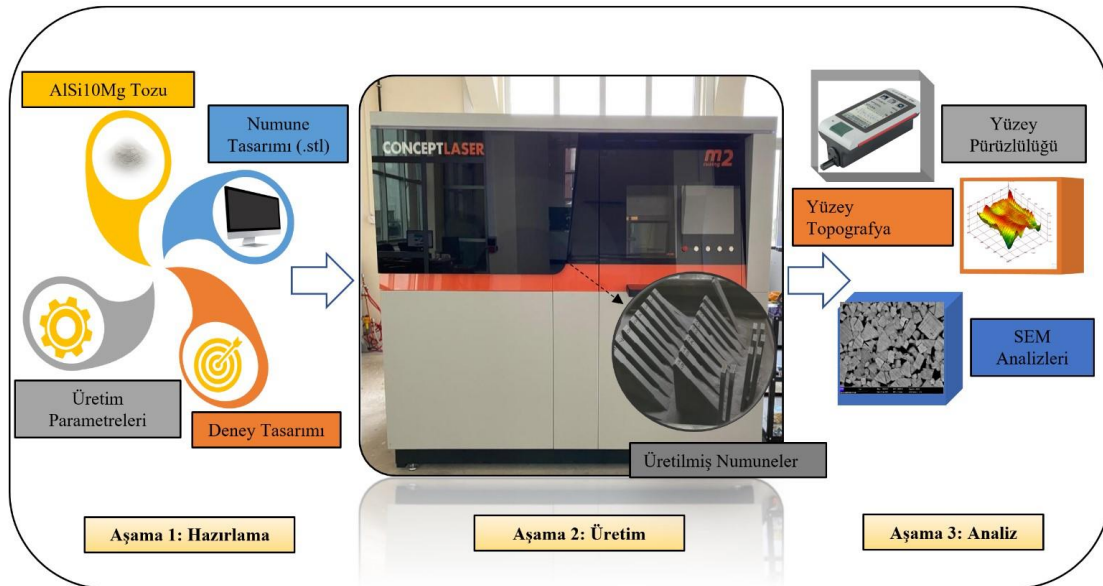 AlSi10Mg Tozu
Numune
Tasarımı (.stl)
Üretim
Parametreleri
Deney Tasarımı
CONCEPTLASER
m2
cusing
Üretilmiş Numuneler
Yüzey
Pürüzlülüğü
Yüzey
Topografya
SEM
Analizleri
Aşama 1: Hazırlama
Aşama 2: Üretim
Aşama 3: Analiz